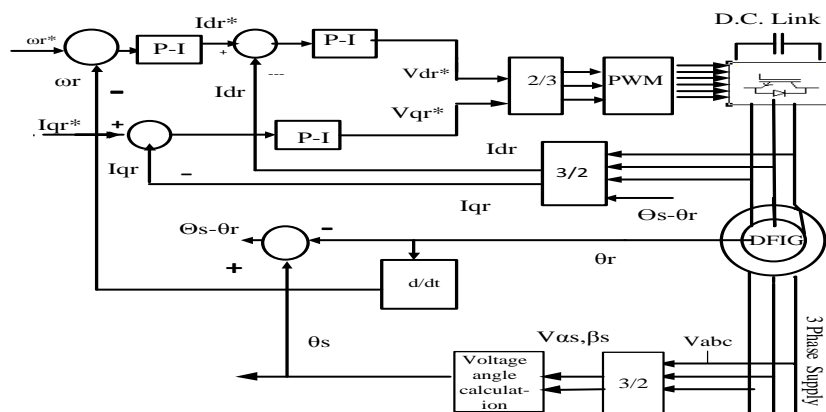 D.C. Link
ωr*
P-I
Idr*
+
P-I
---
ωr
-
Idr
Vdr*
2/3
PWM
Iqr*
+
Vqr*
P-I
Iqr
-
Idr
3/2
Iqr
ϴs-θr
Θs-θr
-
DFIG
θr
+
d/dt
θs
Vαs,βs
Vabc
3 Phase Supply
Voltage
angle
calculat-
ion
3/2